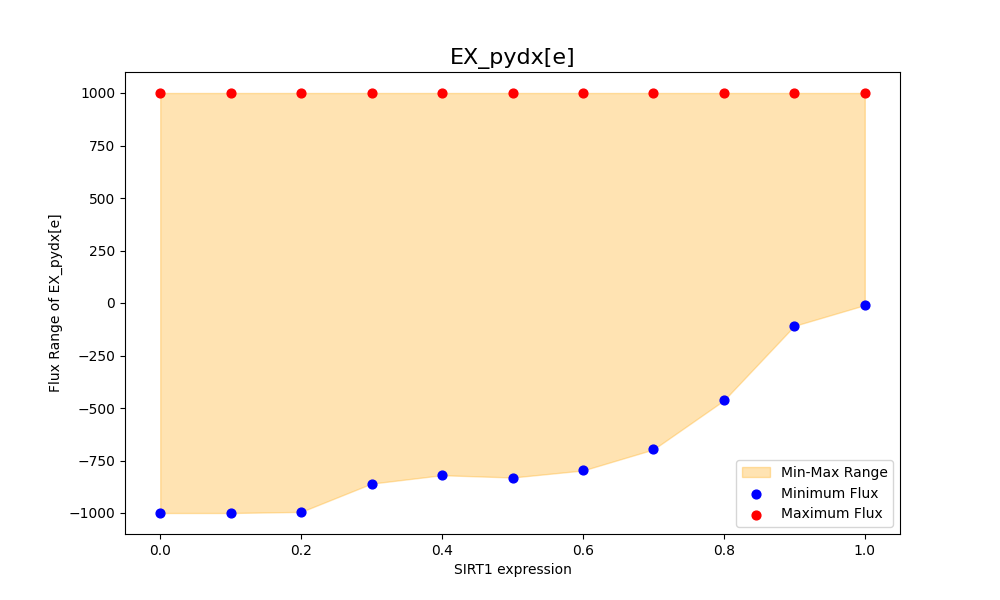 EX_pydx[e]
Flux Range of EX_pydx[e]
1000
750
500
250
0
−250
−500
−750
−1000
0.0
0.2
0.4
0.6
0.8
1.0
SIRT1 expression
Min-Max Range
Minimum Flux
Maximum Flux